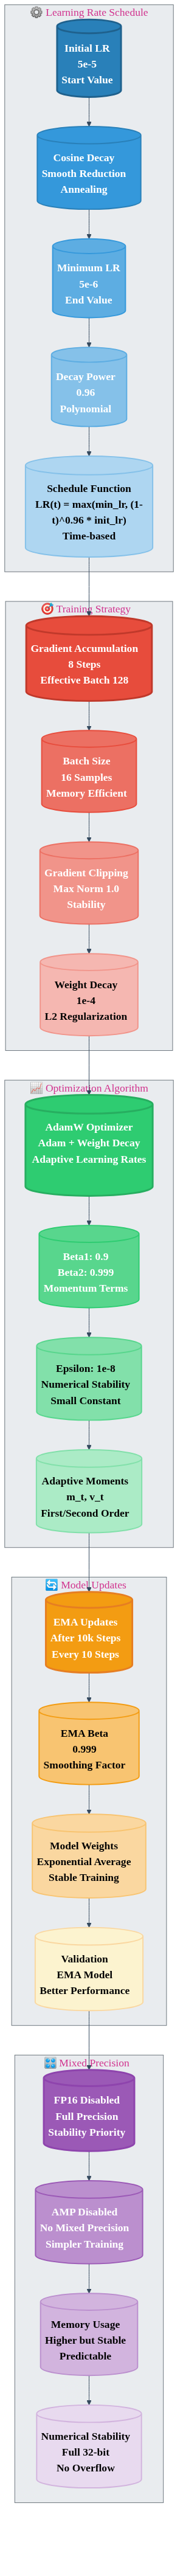 ⚙️ Learning Rate Schedule
Initial LR
5e-5
Start Value
Cosine Decay
Smooth Reduction
Annealing
Minimum LR
5e-6
End Value
Decay Power
0.96
Polynomial
Schedule Function
LR(t) = max(min_lr, (1-
t)^0.96 * init_lr)
Time-based
🎯 Training Strategy
Gradient Accumulation
8 Steps
Effective Batch 128
Batch Size
16 Samples
Memory Efficient
Gradient Clipping
Max Norm 1.0
Stability
Weight Decay
1e-4
L2 Regularization
📈 Optimization Algorithm
AdamW Optimizer
Adam + Weight Decay
Adaptive Learning Rates
Beta1: 0.9
Beta2: 0.999
Momentum Terms
Epsilon: 1e-8
Numerical Stability
Small Constant
Adaptive Moments
m_t, v_t
First/Second Order
🔄 Model Updates
EMA Updates
After 10k Steps
Every 10 Steps
EMA Beta
0.999
Smoothing Factor
Model Weights
Exponential Average
Stable Training
Validation
EMA Model
Better Performance
🎛️ Mixed Precision
FP16 Disabled
Full Precision
Stability Priority
AMP Disabled
No Mixed Precision
Simpler Training
Memory Usage
Higher but Stable
Predictable
Numerical Stability
Full 32-bit
No Overflow